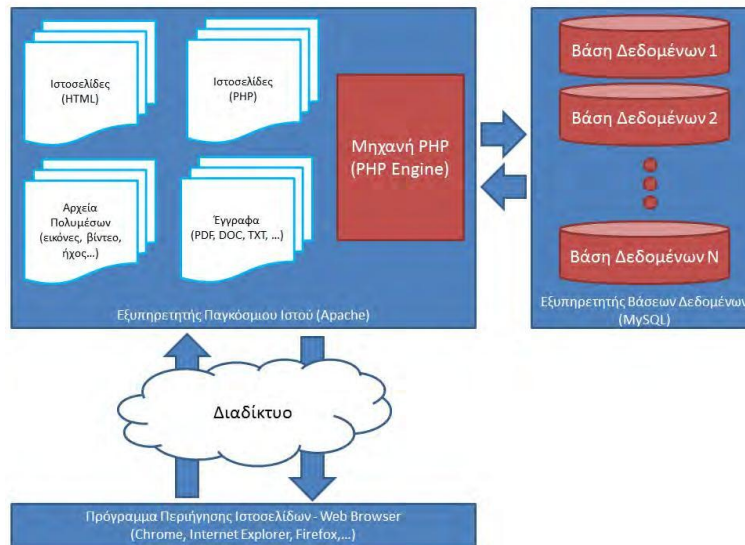 Ιστοσελίδες
(HTML)
Ιστοσελίδες
(PHP)
Αρχεία
Πολυμέσων
(εικόνες, βίντεο,
ήχος...)
Έγγραφα
(PDF, DOC, TXT, ...)
Μηχανή PHP
(PHP Engine)
Εξυπηρετητής Παγκόσμιου Ιστού (Apache)
Βάση Δεδομένων 1
Βάση Δεδομένων 2
Βάση Δεδομένων N
Εξυπηρετητής Βάσεων Δεδομένων
(MySQL)
Διαδίκτυο
Πρόγραμμα Περιήγησης Ιστοσελίδων - Web Browser
(Chrome, Internet Explorer, Firefox,...)